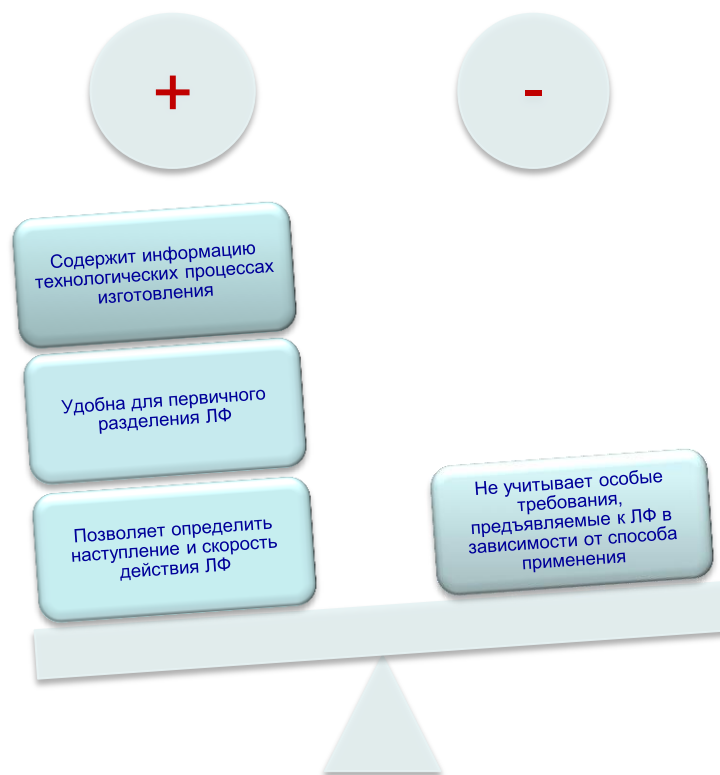 +
-
Содержит информацию
технологических процессах
изготовления
Удобна для первичного
разделения ЛФ
Позволяет определить
наступление и скорость
действия ЛФ
Не учитывает особые
требования,
предъявляемые к ЛФ в
зависимости от способа
применения